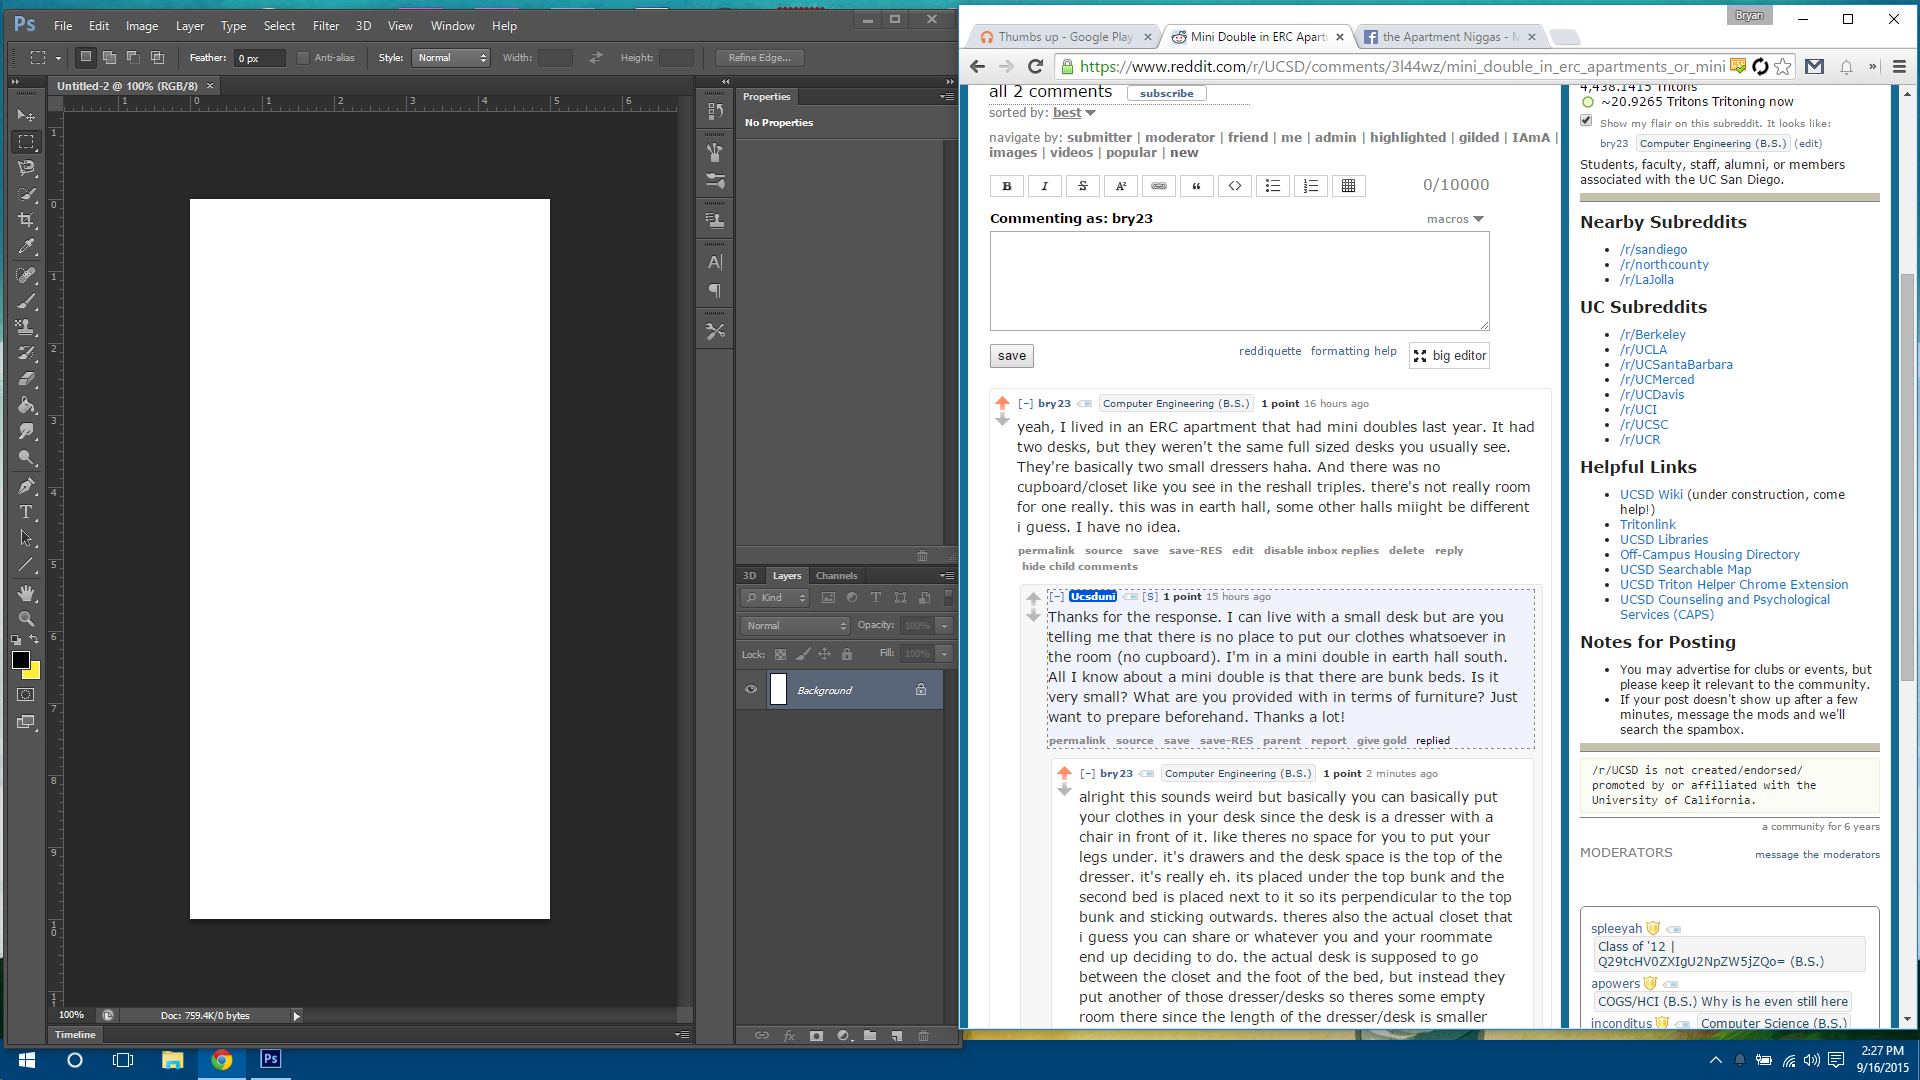 Ps File Edit Image Layer Type Select Filter 3D View Window Help
Feather: 0 px Anti-alias Style: Normal Width: Height: Refine Edge...
Untitled-2 @ 100% (RGB/8) ×
1 0 1 2 3 4 5 6
1
0
1
2
3
4
5
6
7
8
9
10
11
100% Doc: 759.4K/0 bytes
Timeline
Properties
No Properties
3D Layers Channels
Kind
Normal Opacity: 100%
Lock: Fill: 100%
Background
Bryan
Thumbs up - Google Play
Mini Double in ERC Apart
the Apartment Niggas - M
https://www.reddit.com/r/UCSD/comments/3l44wz/mini_double_in_erc_apartments_or_mini
all 2 comments subscribe
sorted by: best
navigate by: submitter | moderator | friend | me | admin | highlighted | gilded | IAmA |
images | videos | popular | new
0/10000
Commenting as: bry23 macros
save reddiquette formatting help big editor
[–] bry23 Computer Engineering (B.S.) 1 point 16 hours ago
yeah, I lived in an ERC apartment that had mini doubles last year. It had
two desks, but they weren't the same full sized desks you usually see.
They're basically two small dressers haha. And there was no
cupboard/closet like you see in the reshall triples. there's not really room
for one really. this was in earth hall, some other halls miight be different
i guess. I have no idea.
permalink source save save-RES edit disable inbox replies delete reply
hide child comments
[–] Ucsduni [S] 1 point 15 hours ago
Thanks for the response. I can live with a small desk but are you
telling me that there is no place to put our clothes whatsoever in
the room (no cupboard). I'm in a mini double in earth hall south.
All I know about a mini double is that there are bunk beds. Is it
very small? What are you provided with in terms of furniture? Just
want to prepare beforehand. Thanks a lot!
permalink source save save-RES parent report give gold replied
[–] bry23 Computer Engineering (B.S.) 1 point 2 minutes ago
alright this sounds weird but basically you can basically put
your clothes in your desk since the desk is a dresser with a
chair in front of it. like theres no space for you to put your
legs under. it's drawers and the desk space is the top of the
dresser. it's really eh. its placed under the top bunk and the
second bed is placed next to it so its perpendicular to the top
bunk and sticking outwards. theres also the actual closet that
i guess you can share or whatever you and your roommate
end up deciding to do. the actual desk is supposed to go
between the closet and the foot of the bed, but instead they
put another of those dresser/desks so theres some empty
room there since the length of the dresser/desk is smaller
4,438.1415 Tritons
~20.9265 Tritons Tritoning now
Show my flair on this subreddit. It looks like:
bry23 Computer Engineering (B.S.) (edit)
Students, faculty, staff, alumni, or members
associated with the UC San Diego.
Nearby Subreddits
/r/sandiego
/r/northcounty
/r/LaJolla
UC Subreddits
/r/Berkeley
/r/UCLA
/r/UCSantaBarbara
/r/UCMerced
/r/UCDavis
/r/UCI
/r/UCSC
/r/UCR
Helpful Links
UCSD Wiki (under construction, come
help!)
Tritonlink
UCSD Libraries
Off-Campus Housing Directory
UCSD Searchable Map
UCSD Triton Helper Chrome Extension
UCSD Counseling and Psychological
Services (CAPS)
Notes for Posting
You may advertise for clubs or events, but
please keep it relevant to the community.
If your post doesn't show up after a few
minutes, message the mods and we'll
search the spambox.
/r/UCSD is not created/endorsed/
promoted by or affiliated with the
University of California.
a community for 6 years
MODERATORS message the moderators
spleeyah
Class of '12 |
Q29tcHV0ZXIgU2NpZW5jZQo= (B.S.)
apowers
COGS/HCI (B.S.) Why is he even still here
inconditus Computer Science (B.S.)
Ps
2:27 PM
9/16/2015